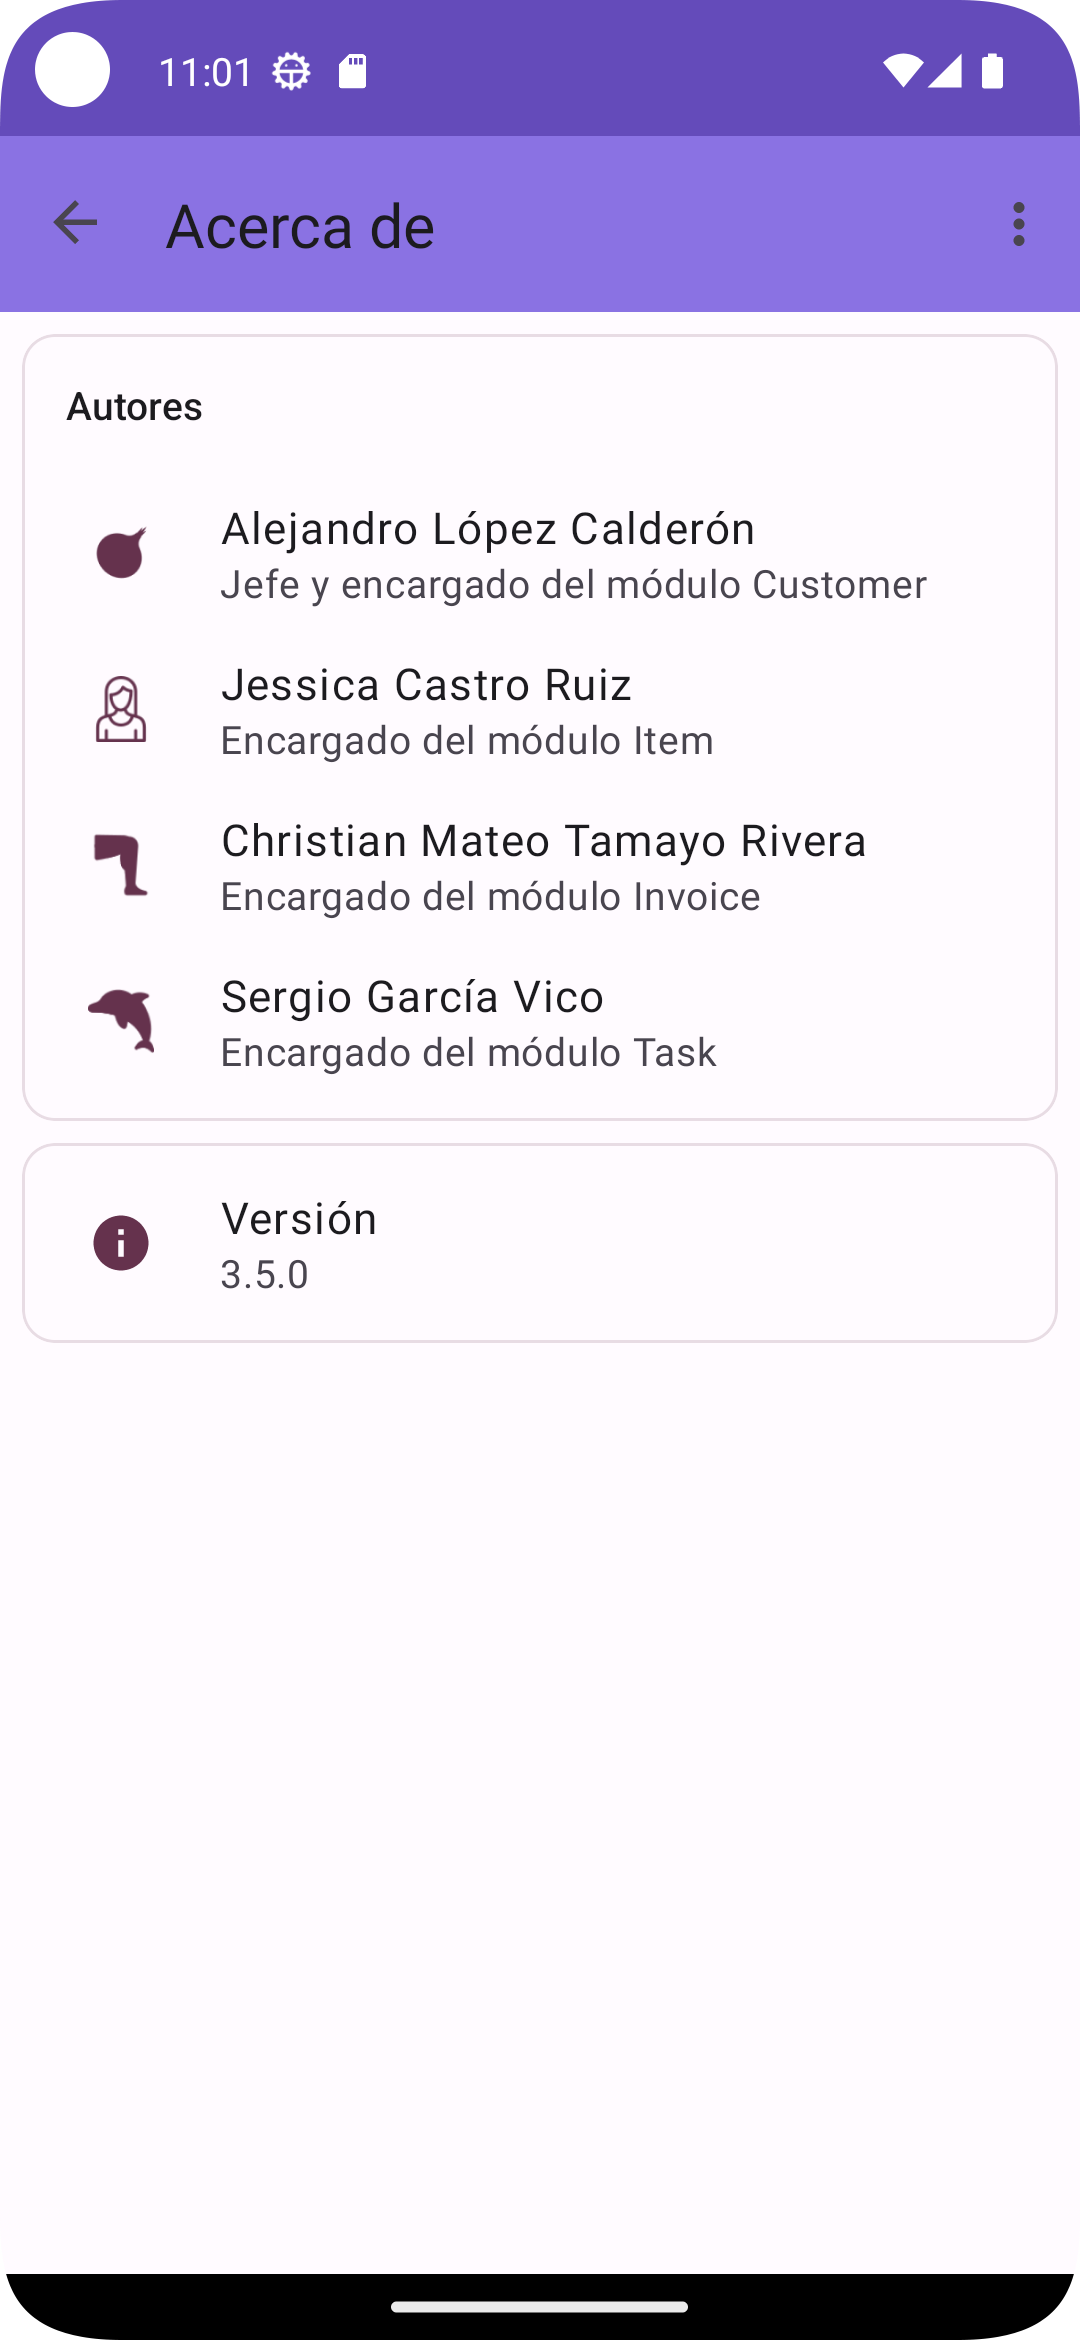 11:01
Acerca de
Autores
Alejandro López Calderón
Jefe y encargado del módulo Customer
Jessica Castro Ruiz
Encargado del módulo Item
Christian Mateo Tamayo Rivera
Encargado del módulo Invoice
Sergio García Vico
Encargado del módulo Task
Versión
3.5.0